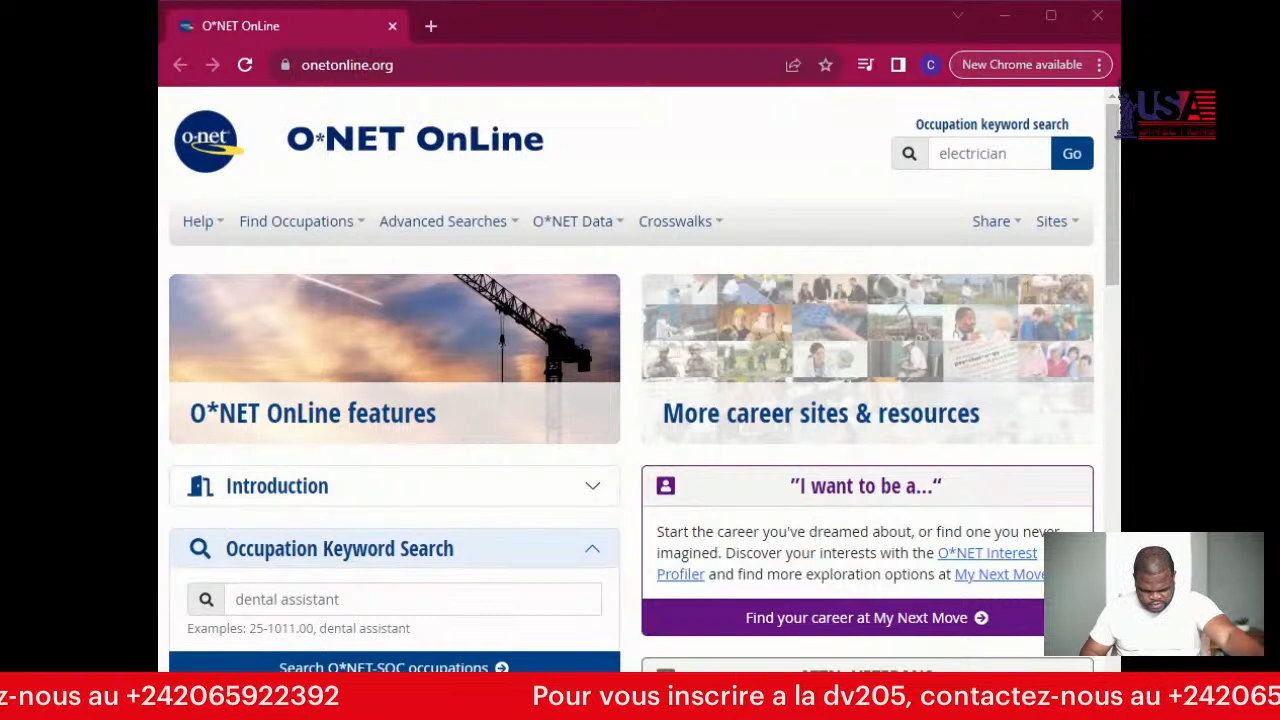 O*NET OnLine
onetonline.org
C
New Chrome available
o·net
O*NET OnLine
Occupation keyword search
electrician
Go
USA
DIRECTIONS
Help
Find Occupations
Advanced Searches
O*NET Data
Crosswalks
Share
Sites
O*NET OnLine features
More career sites & resources
Introduction
Occupation Keyword Search
dental assistant
Examples: 25-1011.00, dental assistant
Search O*NET-SOC occupations
"I want to be a…“
Start the career you've dreamed about, or find one you never
imagined. Discover your interests with the O*NET Interest
Profiler and find more exploration options at My Next Move
Find your career at My Next Move
z-nous au +242065922392
Pour vous inscrire a la dv205, contactez-nous au +242065